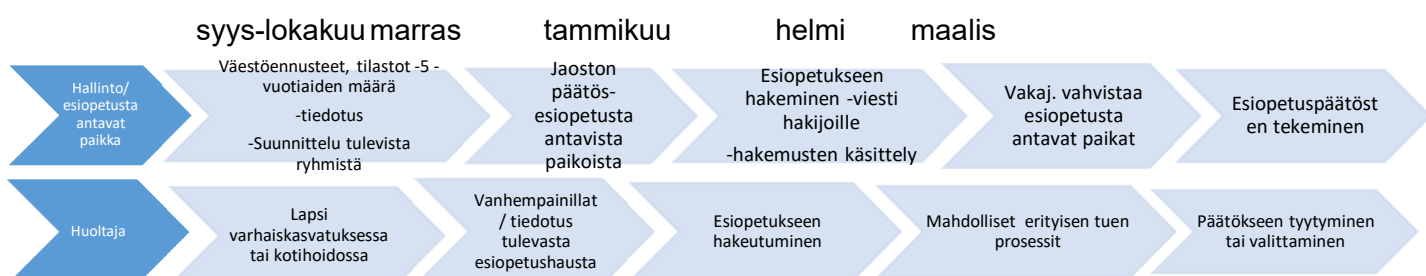 syys-lokakuu marras tammikuu helmi maalis
Hallinto/
esiopetusta
antavat
paikka
Väestöennusteet, tilastot -5 -
vuotiaiden määrä
-tiedotus
-Suunnittelu tulevista
ryhmistä
Jaoston
päätös-
esiopetusta
antavista
paikoista
Esiopetukseen
hakeminen -viesti
hakijoille
-hakemusten käsittely
Vakaj. vahvistaa
esiopetusta
antavat paikat
Esiopetuspäätöst
en tekeminen
Huoltaja
Lapsi
varhaiskasvatuksessa
tai kotihoidossa
Vanhempainillat
/ tiedotus
tulevasta
esiopetushausta
Esiopetukseen
hakeutuminen
Mahdolliset erityisen tuen
prosessit
Päätökseen tyytyminen
tai valittaminen